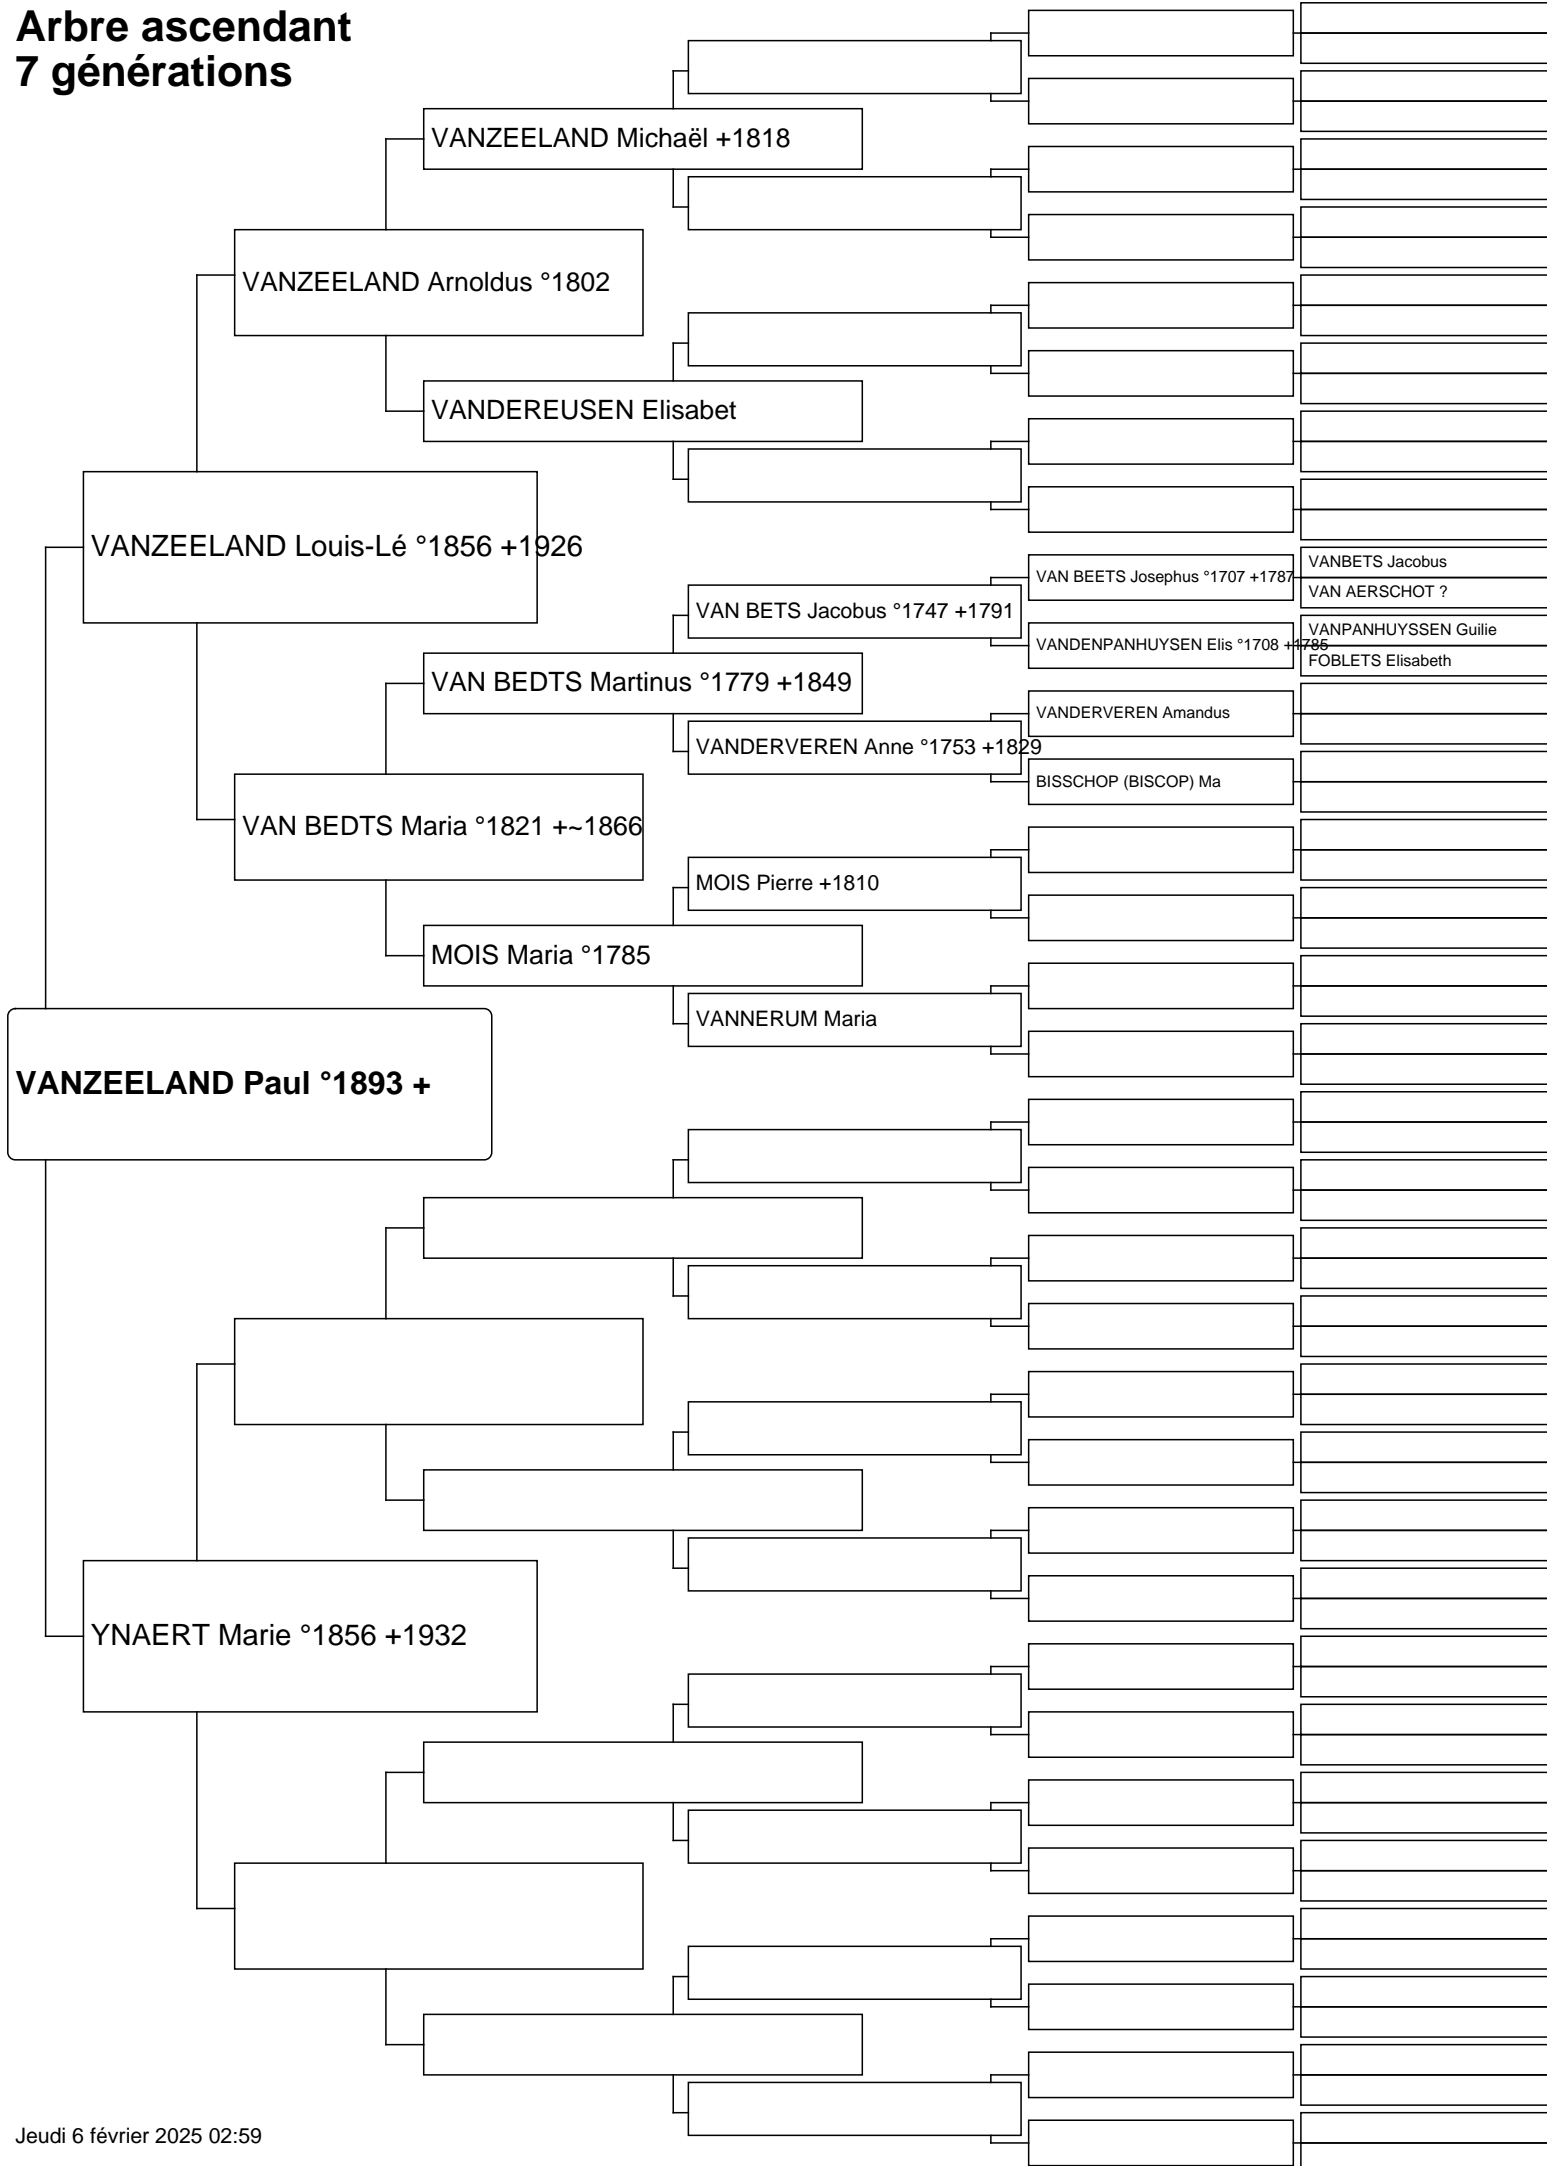 Arbre ascendant
7 générations
VANZEELAND Michaël +1818
VANZEELAND Arnoldus °1802
VANDEREUSEN Elisabet
VANZEELAND Louis-Lé °1856 +1926
VANBETS Jacobus
VAN BEETS Josephus °1707 +1787
VAN AERSCHOT ?
VAN BETS Jacobus °1747 +1791
VANPANHUYSSEN Guilie
VANDENPANHUYSEN Elis °1708 +1785
FOBLETS Elisabeth
VAN BEDTS Martinus °1779 +1849
VANDERVEREN Amandus
VANDERVEREN Anne °1753 +1829
BISSCHOP (BISCOP) Ma
VAN BEDTS Maria °1821 +~1866
MOIS Pierre +1810
MOIS Maria °1785
VANNERUM Maria
VANZEELAND Paul °1893 +
YNAERT Marie °1856 +1932
Jeudi 6 février 2025 02:59